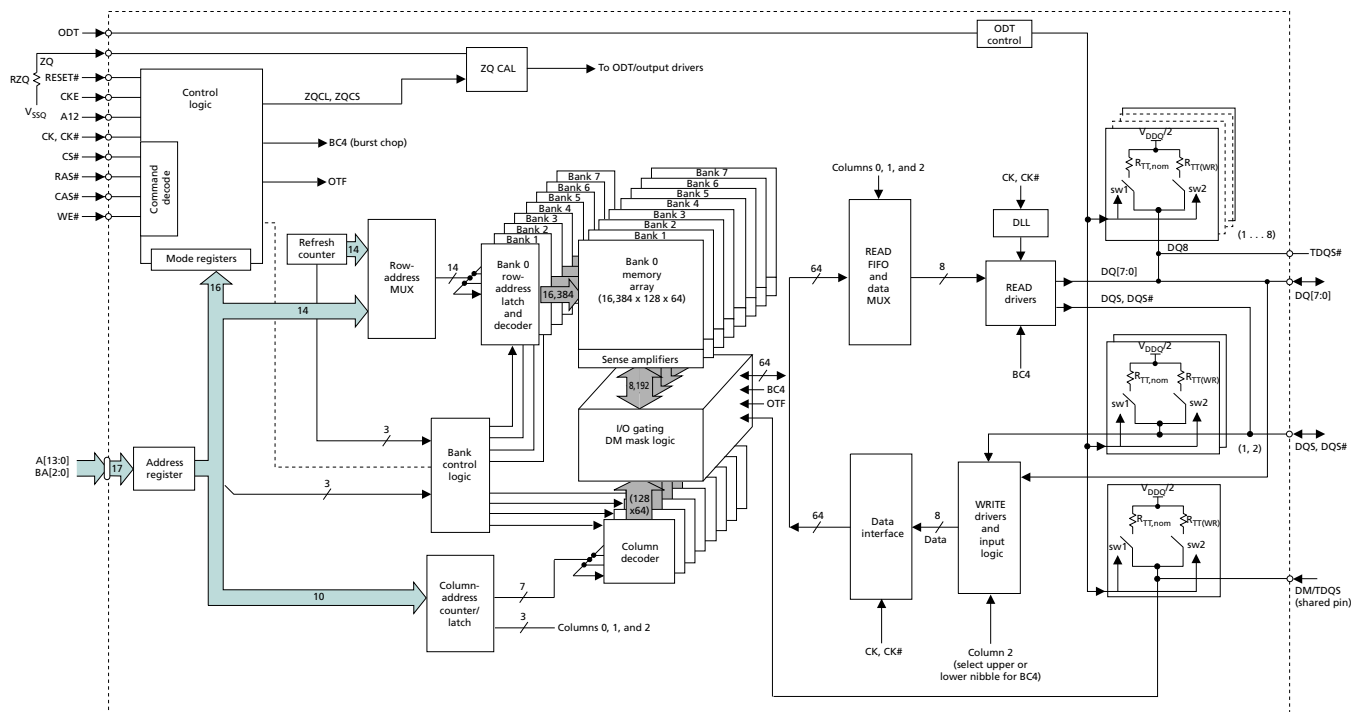 ODT
ODT
control
ZQ
RZQ
VSSQ
RESET#
CKE
A12
CK, CK#
CS#
RAS#
CAS#
WE#
Control
logic
Command
decode
Mode registers
ZQ CAL
To ODT/output drivers
ZQCL, ZQCS
BC4 (burst chop)
OTF
Refresh
counter
14
16
14
Row-
address
MUX
14
Bank 7
Bank 6
Bank 5
Bank 4
Bank 3
Bank 2
Bank 1
Bank 0
row-
address
latch
and
decoder
16,384
Bank 7
Bank 6
Bank 5
Bank 4
Bank 3
Bank 2
Bank 1
Bank 0
memory
array
(16,384 x 128 x 64)
Sense amplifiers
8,192
64
BC4
OTF
I/O gating
DM mask logic
A[13:0]
BA[2:0]
17
Address
register
3
3
Bank
control
logic
(128
x64)
Column
decoder
10
Column-
address
counter/
latch
7
3
Columns 0, 1, and 2
Columns 0, 1, and 2
64
READ
FIFO
and
data
MUX
8
CK, CK#
DLL
READ
drivers
BC4
DQ[7:0]
DQS, DQS#
DQ8
VDDQ/2
RTT,nom
RTT(WR)
sw1
sw2
(1 . . . 8)
TDQS#
DQ[7:0]
VDDQ/2
RTT,nom
RTT(WR)
sw1
sw2
(1, 2)
DQS, DQS#
64
Data
interface
8
Data
WRITE
drivers
and
input
logic
CK, CK#
Column 2
(select upper or
lower nibble for BC4)
VDDQ/2
RTT,nom
RTT(WR)
sw1
sw2
DM/TDQS
(shared pin)